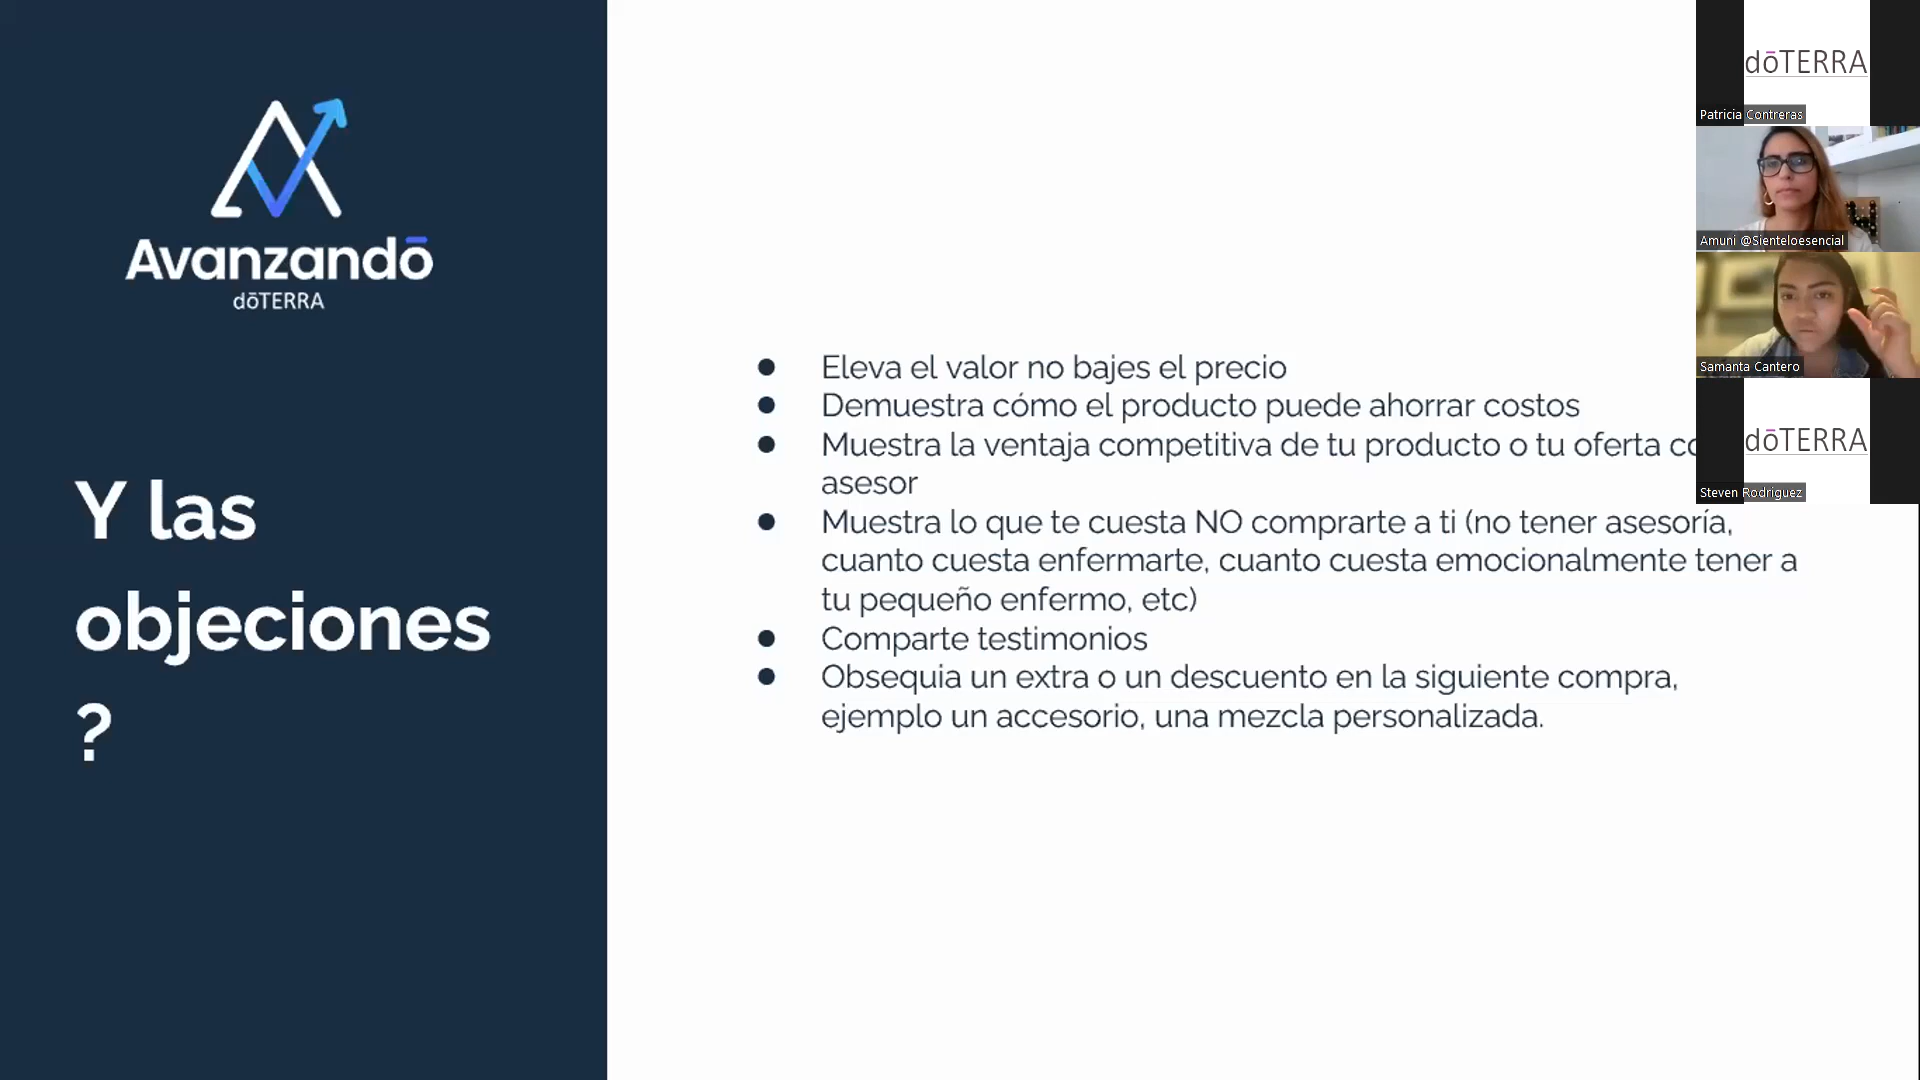 Avanzandō
dōTERRA
Y las
objeciones
?
● Eleva el valor no bajes el precio
● Demuestra cómo el producto puede ahorrar costos
● Muestra la ventaja competitiva de tu producto o tu oferta
asesor
● Muestra lo que te cuesta NO comprarte a ti (no tener asesoría,
cuanto cuesta enfermarte, cuanto cuesta emocionalmente tener a
tu pequeño enfermo, etc)
● Comparte testimonios
● Obsequia un extra o un descuento en la siguiente compra,
ejemplo un accesorio, una mezcla personalizada.
dōTERRA
Patricia Contreras
Amuni @Sienteloesencial
Samanta Cantero
dōTERRA
Steven Rodriguez